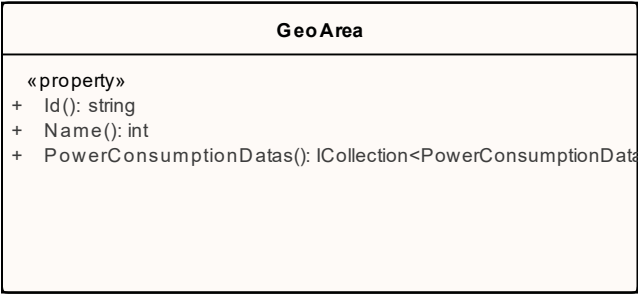 GeoArea
«property»
+ Id(): string
+ Name(): int
+ PowerConsumptionDatas(): ICollection<PowerConsumptionData